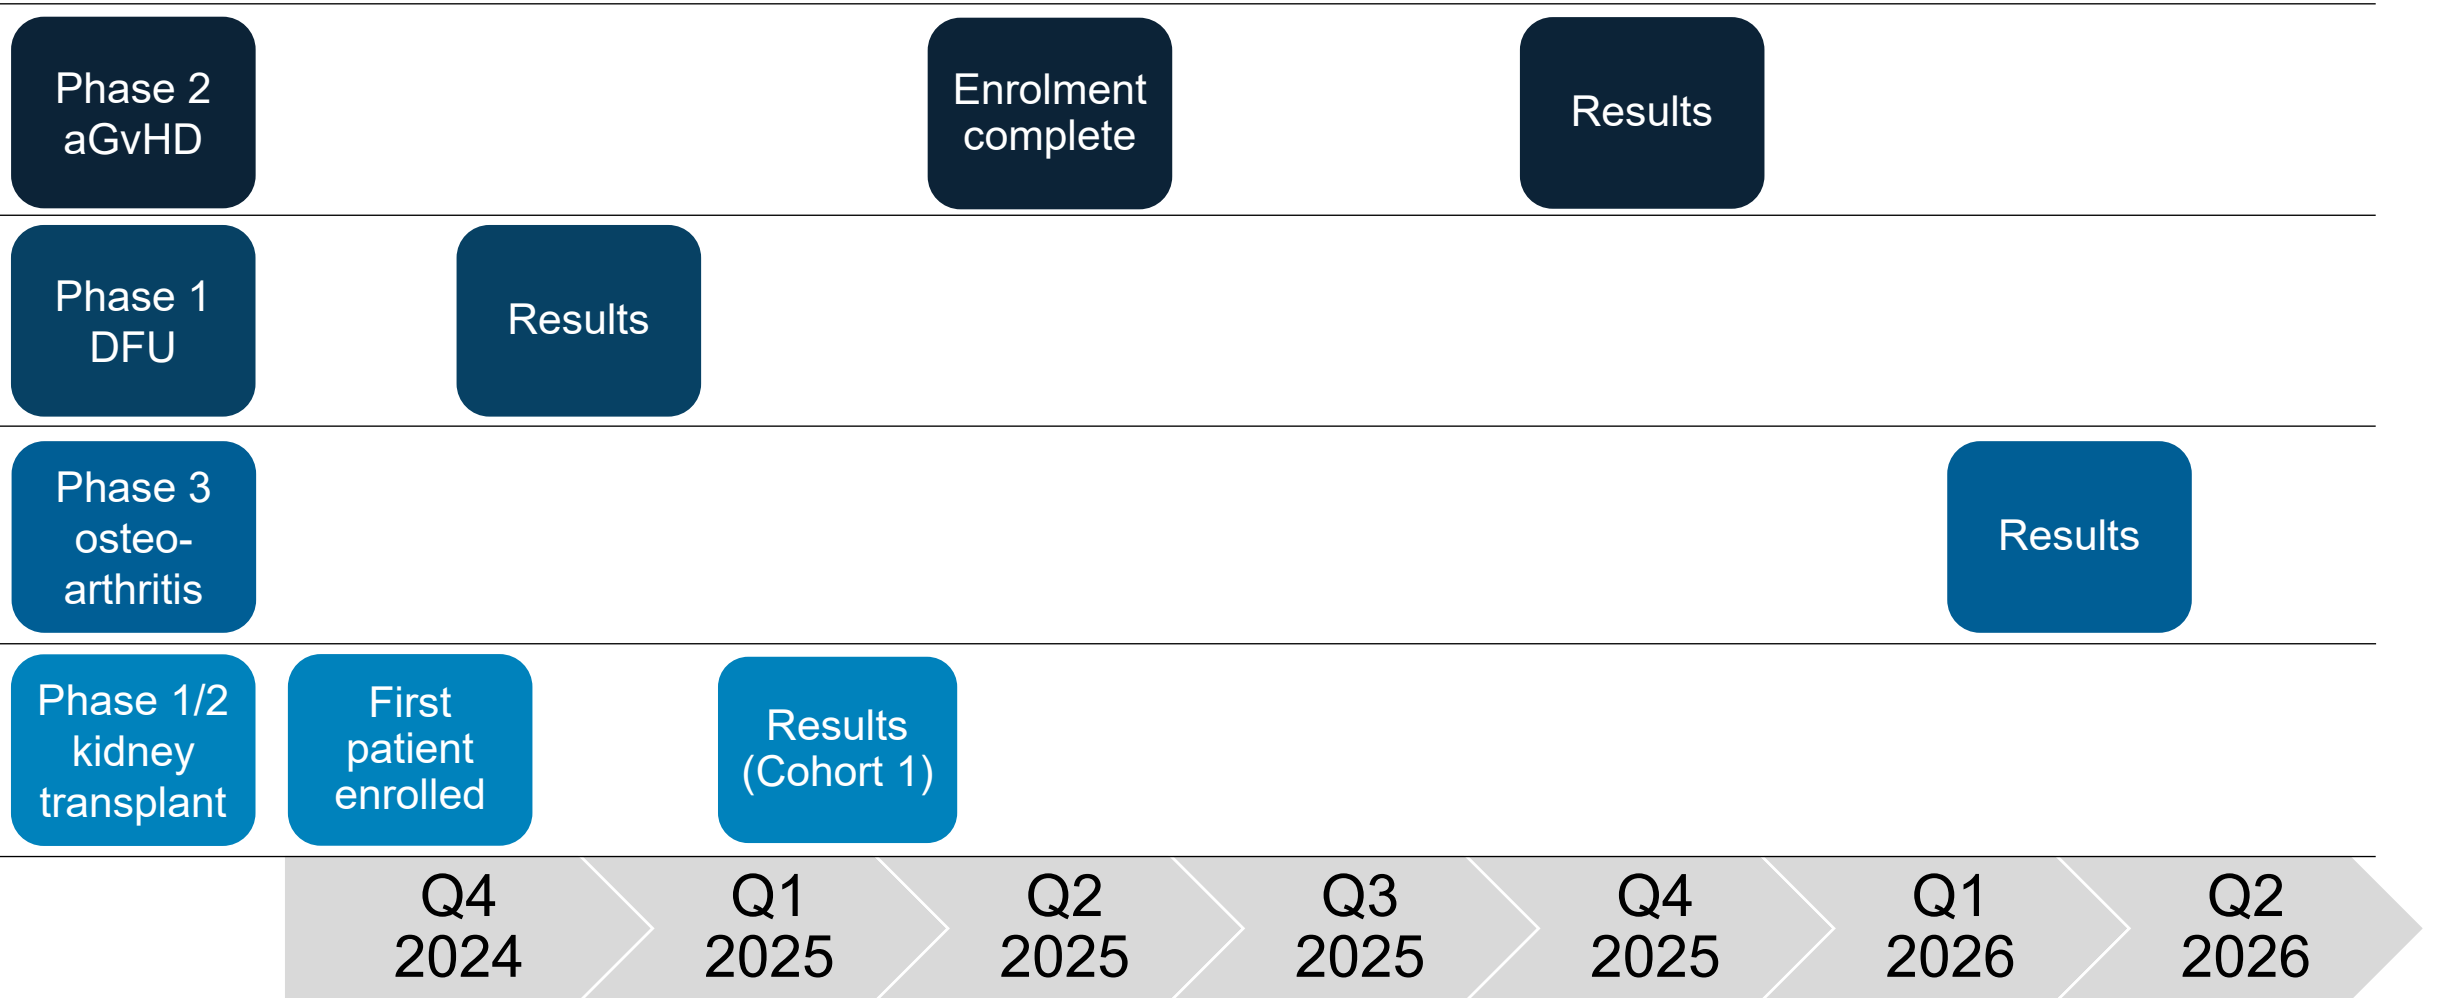 Phase 2
aGvHD
Enrolment
complete
Results
Phase 1
DFU
Results
Phase 3
osteo-
arthritis
Results
Phase 1/2
kidney
transplant
First
patient
enrolled
Results
(Cohort 1)
Q4
2024
Q1
2025
Q2
2025
Q3
2025
Q4
2025
Q1
2026
Q2
2026